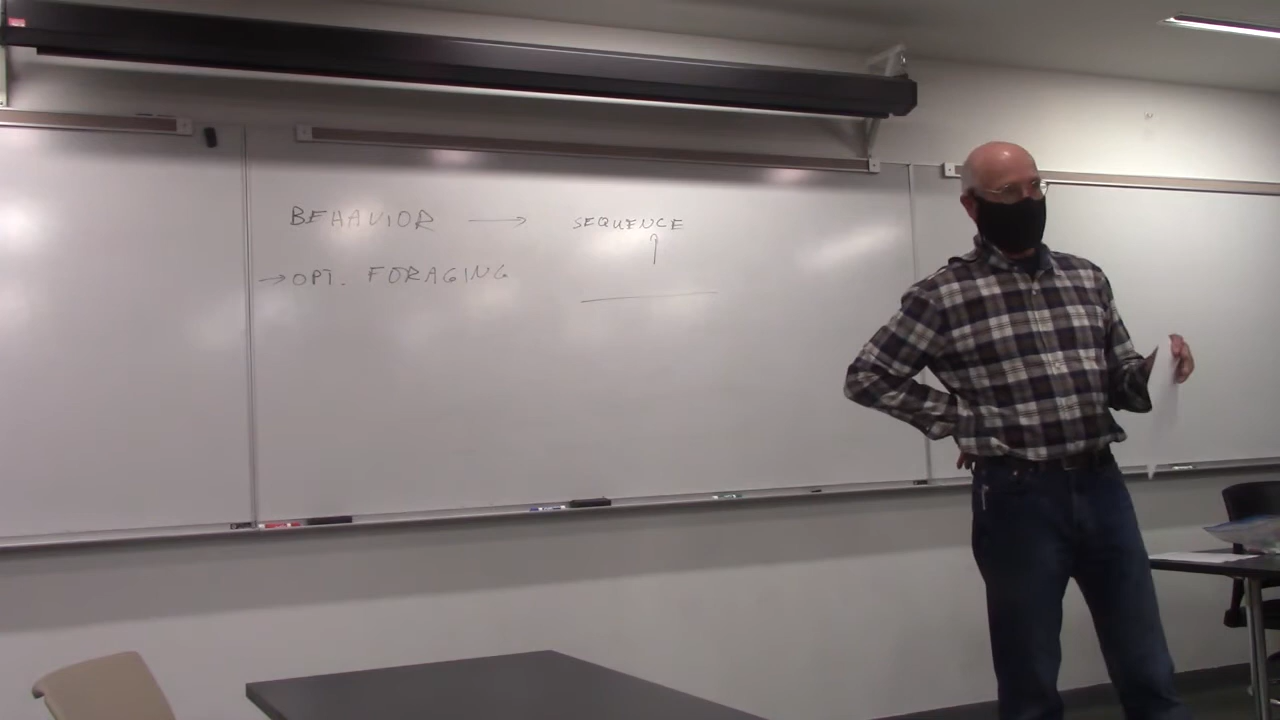 BEHAVIOR → SEQUENCE
→ OPT. FORAGING